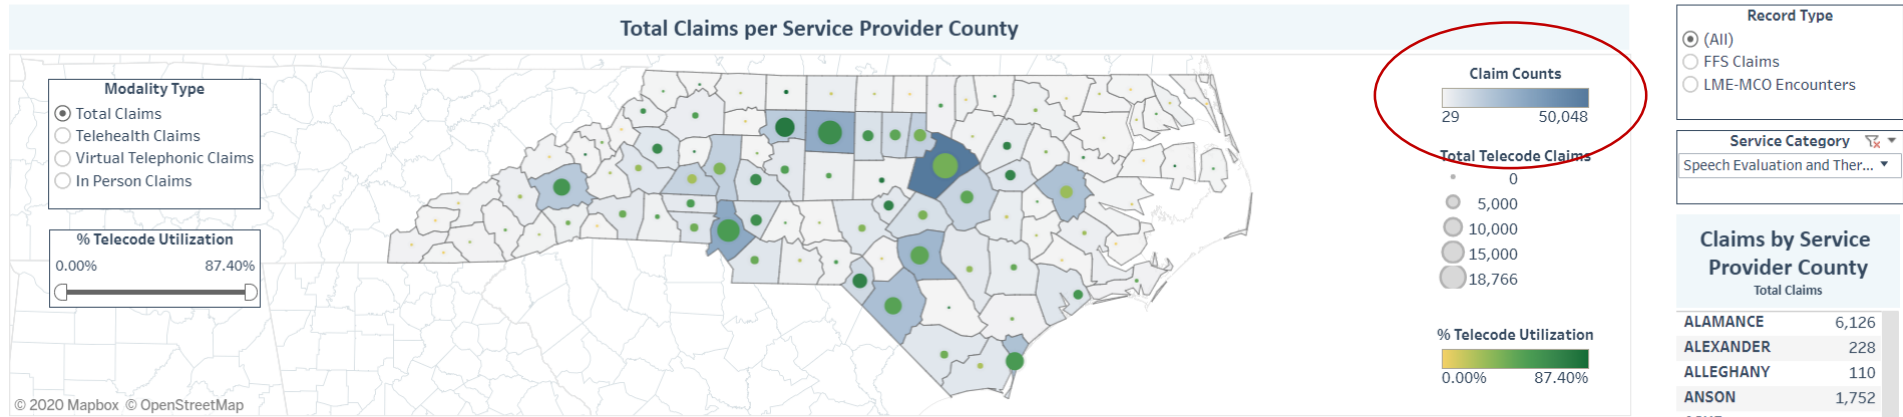 Total Claims per Service Provider County
Modality Type
Total Claims
Telehealth Claims
Virtual Telephonic Claims
In Person Claims
% Telecode Utilization
0.00% 87.40%
© 2020 Mapbox © OpenStreetMap
Claim Counts
29 50,048
Total Telecode Claims
0
5,000
10,000
15,000
18,766
% Telecode Utilization
0.00% 87.40%
Record Type
(All)
FFS Claims
LME-MCO Encounters
Service Category
Speech Evaluation and Ther...
Claims by Service
Provider County
Total Claims
ALAMANCE 6,126
ALEXANDER 228
ALLEGHANY 110
ANSON 1,752